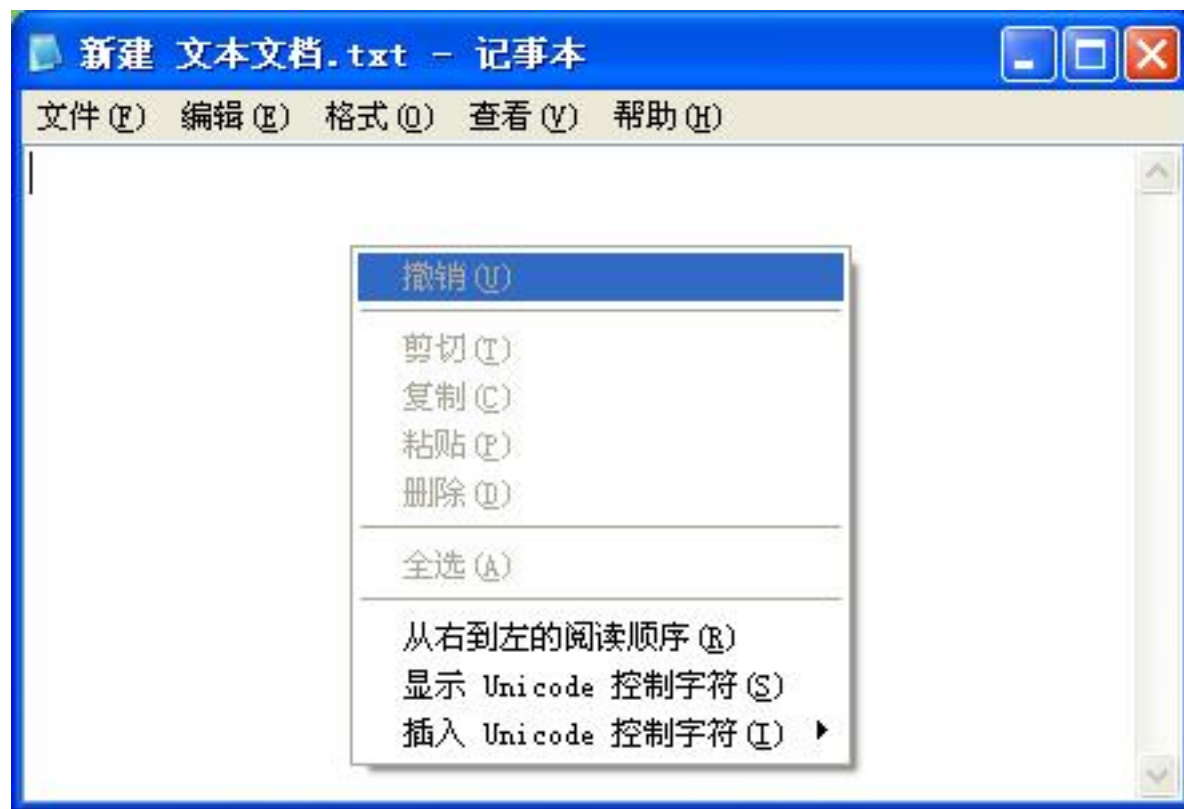 新建 文本文档.txt - 记事本
文件(F) 编辑(E) 格式(O) 查看(V) 帮助(H)
撤销(U)
剪切(T)
复制(C)
粘贴(P)
删除(D)
全选(A)
从右到左的阅读顺序(R)
显示 Unicode 控制字符(S)
插入 Unicode 控制字符(I)